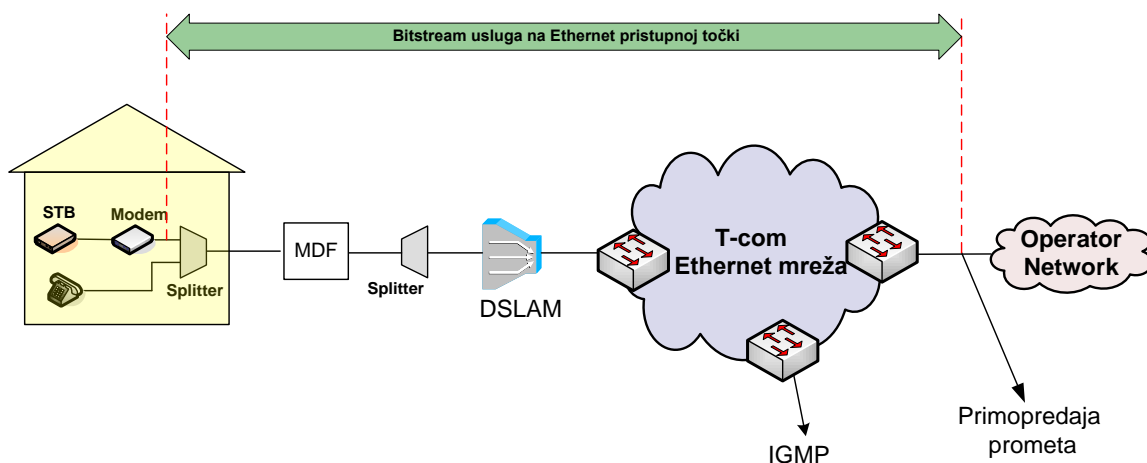 Bitstream usluga na Ethernet pristupnoj točki
STB
Modem
Splitter
MDF
Splitter
DSLAM
T-com
Ethernet mreža
Operator
Network
IGMP
Primopredaja
prometa